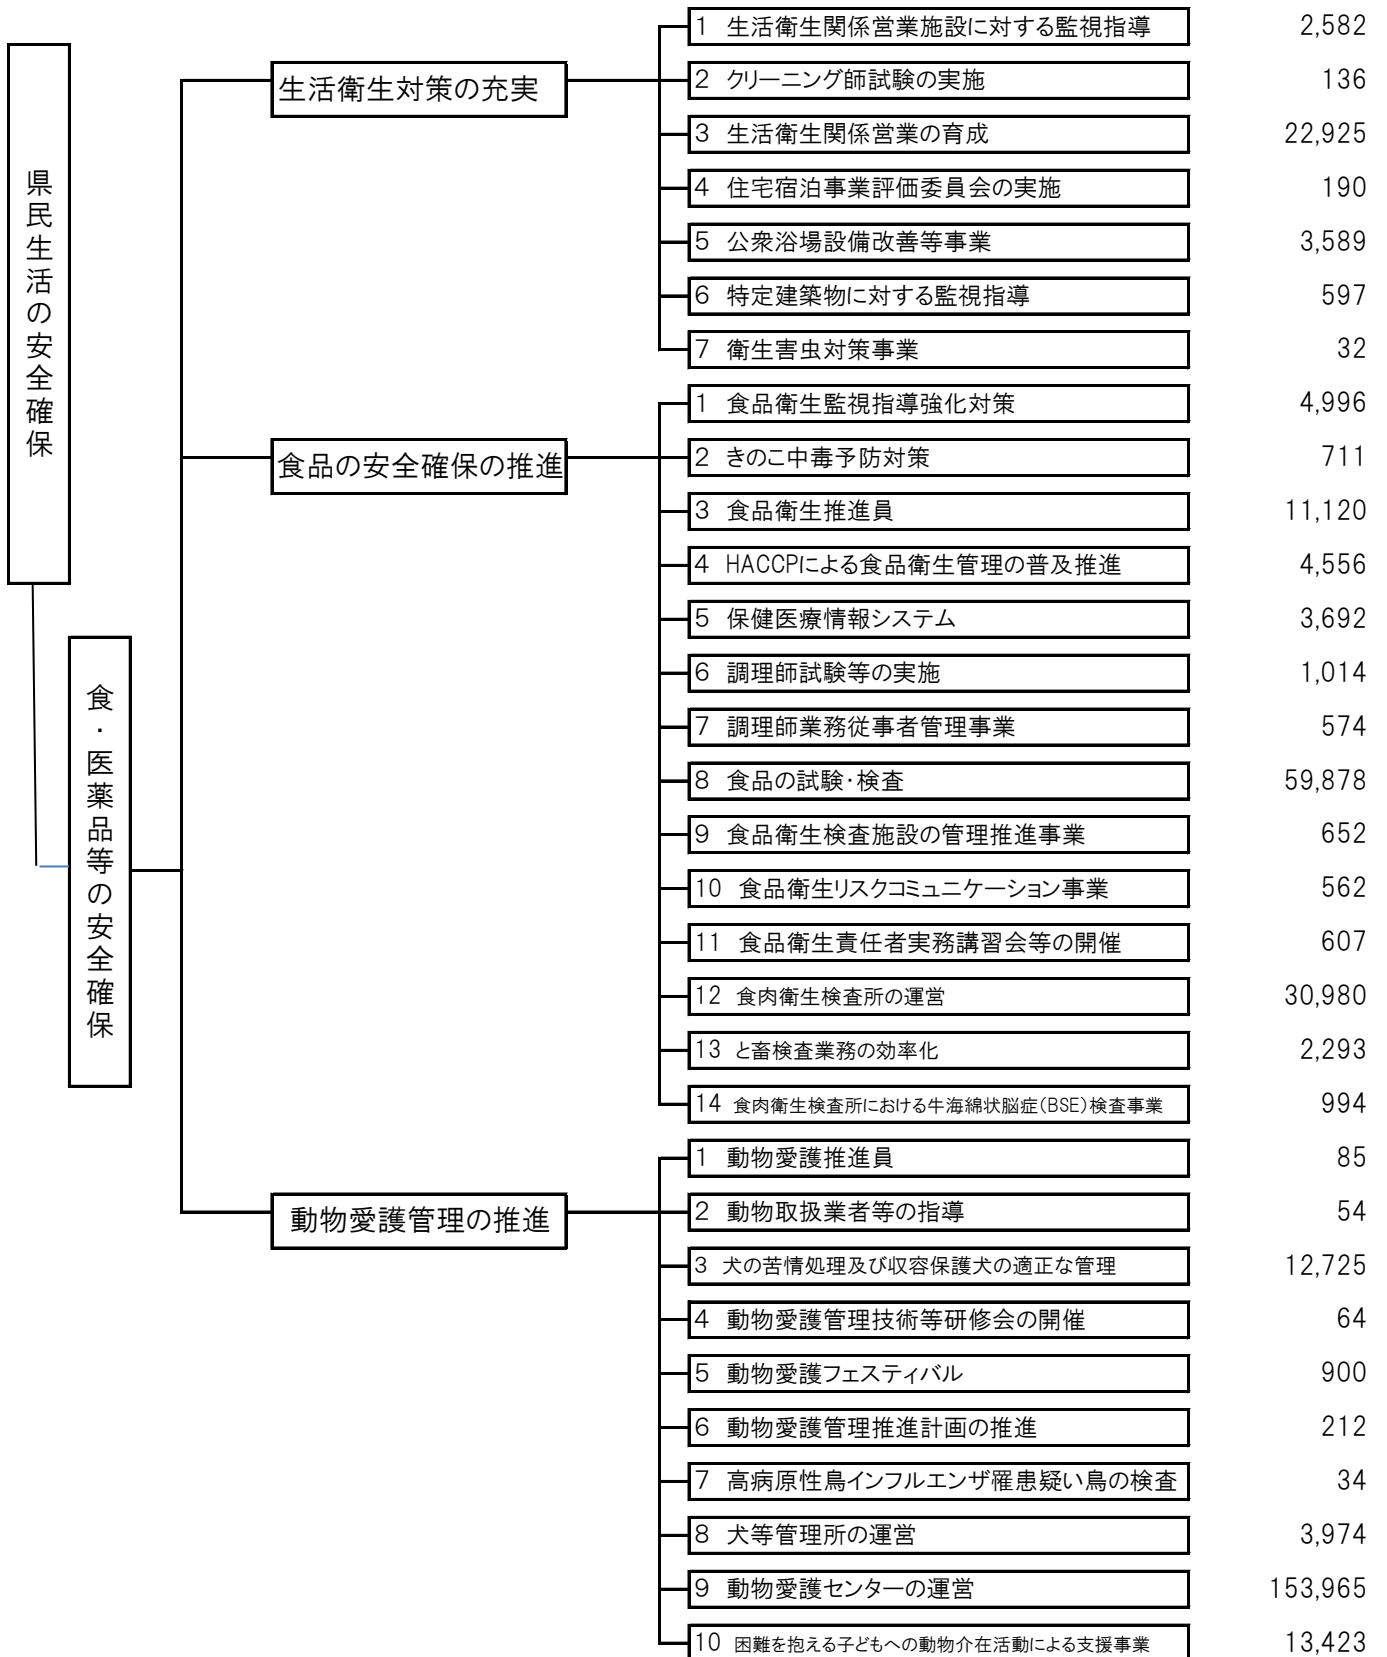 県民生活の安全確保
食・医薬品等の安全確保
生活衛生対策の充実
1 生活衛生関係営業施設に対する監視指導 2,582
2 クリーニング師試験の実施 136
3 生活衛生関係営業の育成 22,925
4 住宅宿泊事業評価委員会の実施 190
5 公衆浴場設備改善等事業 3,589
6 特定建築物に対する監視指導 597
7 衛生害虫対策事業 32
食品の安全確保の推進
1 食品衛生監視指導強化対策 4,996
2 きのこ中毒予防対策 711
3 食品衛生推進員 11,120
4 HACCPによる食品衛生管理の普及推進 4,556
5 保健医療情報システム 3,692
6 調理師試験等の実施 1,014
7 調理師業務従事者管理事業 574
8 食品の試験・検査 59,878
9 食品衛生検査施設の管理推進事業 652
10 食品衛生リスクコミュニケーション事業 562
11 食品衛生責任者実務講習会等の開催 607
12 食肉衛生検査所の運営 30,980
13 と畜検査業務の効率化 2,293
14 食肉衛生検査所における牛海綿状脳症(BSE)検査事業 994
動物愛護管理の推進
1 動物愛護推進員 85
2 動物取扱業者等の指導 54
3 犬の苦情処理及び収容保護犬の適正な管理 12,725
4 動物愛護管理技術等研修会の開催 64
5 動物愛護フェスティバル 900
6 動物愛護管理推進計画の推進 212
7 高病原性鳥インフルエンザ罹患疑い鳥の検査 34
8 犬等管理所の運営 3,974
9 動物愛護センターの運営 153,965
10 困難を抱える子どもへの動物介在活動による支援事業 13,423